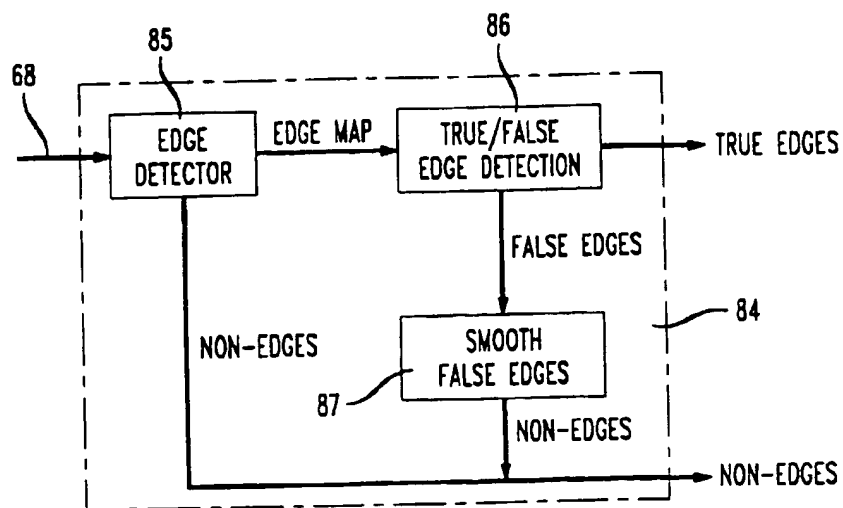 85
86
68
EDGE
DETECTOR
EDGE MAP
TRUE/FALSE
EDGE DETECTION
TRUE EDGES
FALSE EDGES
84
NON-EDGES
SMOOTH
FALSE EDGES
87
NON-EDGES
NON-EDGES